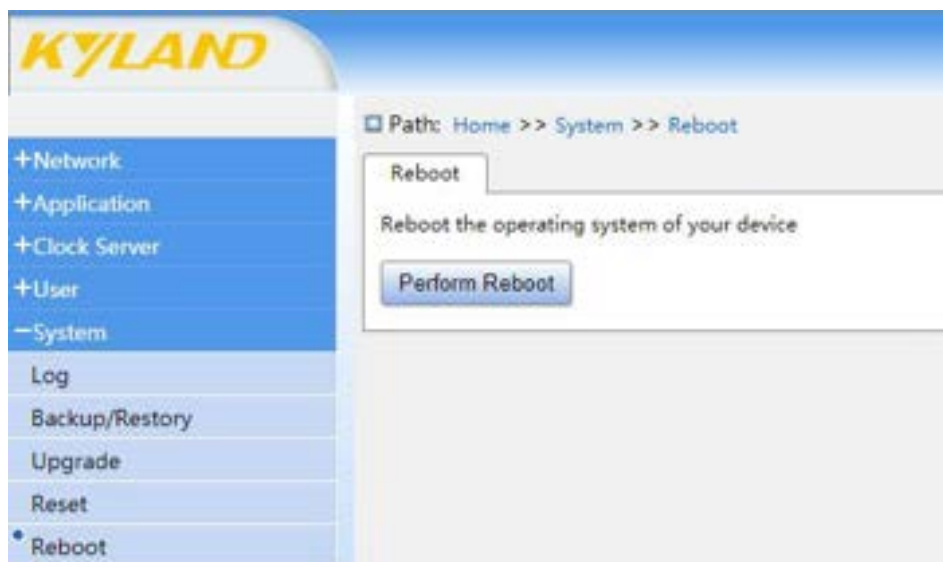 KYLAND
Path: Home >> System >> Reboot
+Network
+Application
+Clock Server
+User
−System
Log
Backup/Restory
Upgrade
Reset
Reboot
Reboot
Reboot the operating system of your device
Perform Reboot